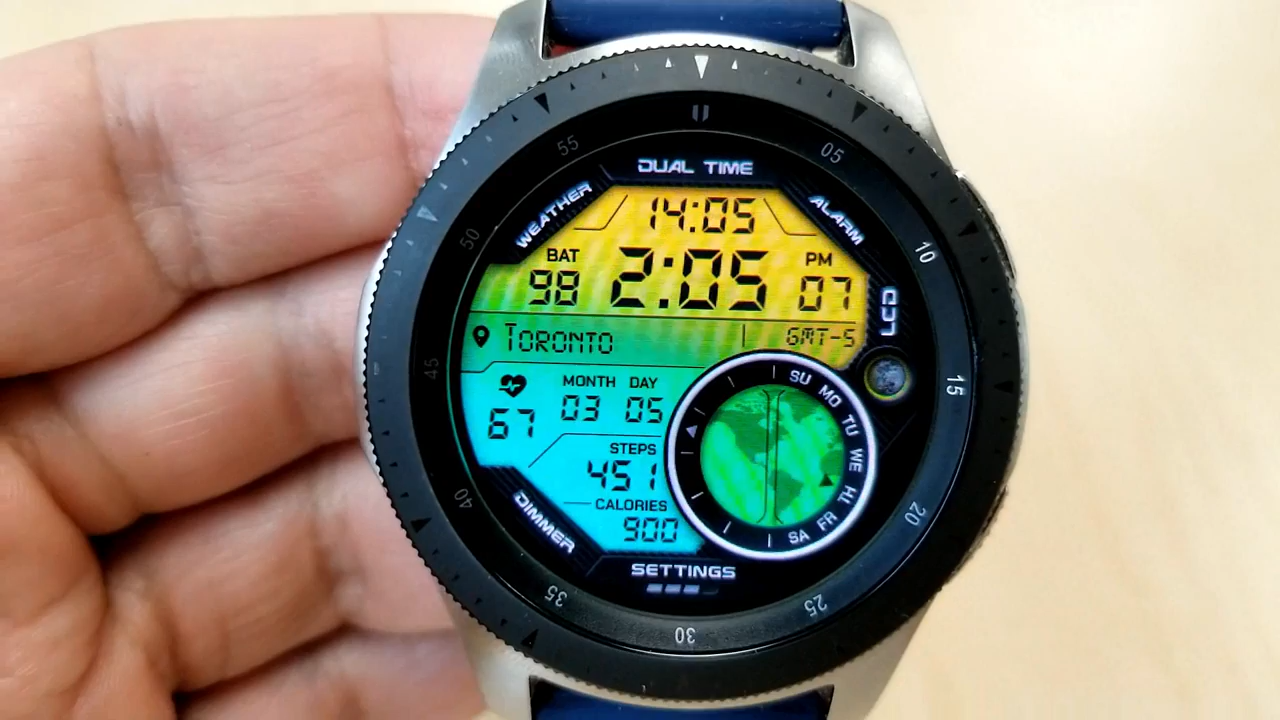 DUAL TIME
WEATHER
ALARM
14:05
BAT
98
2:05
PM
07
LCD
TORONTO
GMT-5
67
MONTH DAY
03 05
STEPS
451
CALORIES
900
SU
MO
TU
WE
TH
FR
SA
DIMMER
SETTINGS
05
10
15
20
25
30
35
40
45
50
55